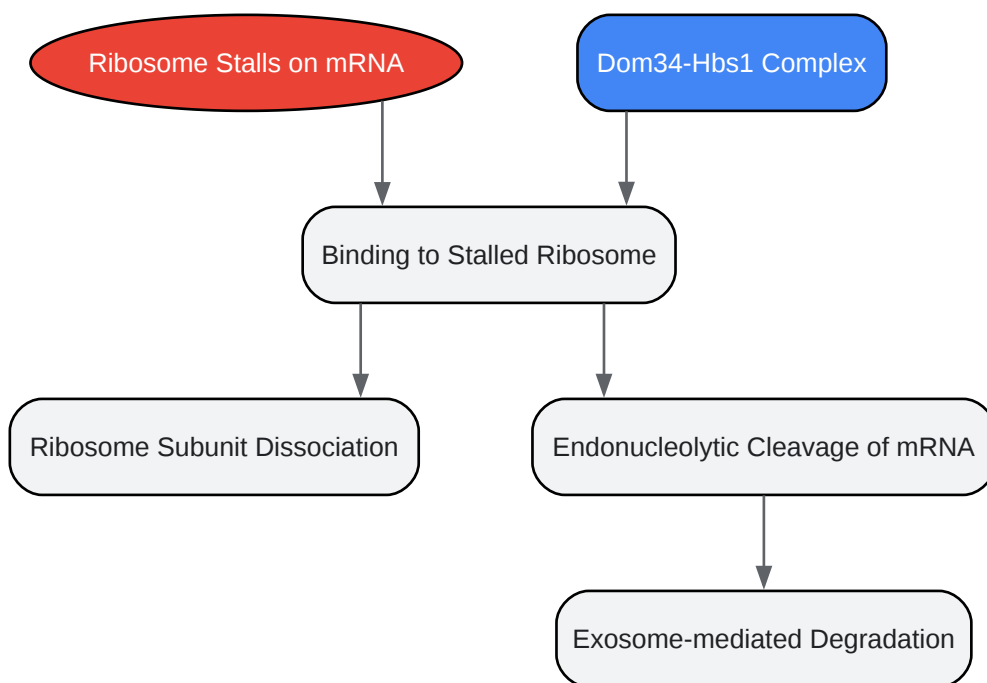 Ribosome Stalls on mRNA
Dom34-Hbs1 Complex
Binding to Stalled Ribosome
Ribosome Subunit Dissociation
Endonucleolytic Cleavage of mRNA
Exosome-mediated Degradation